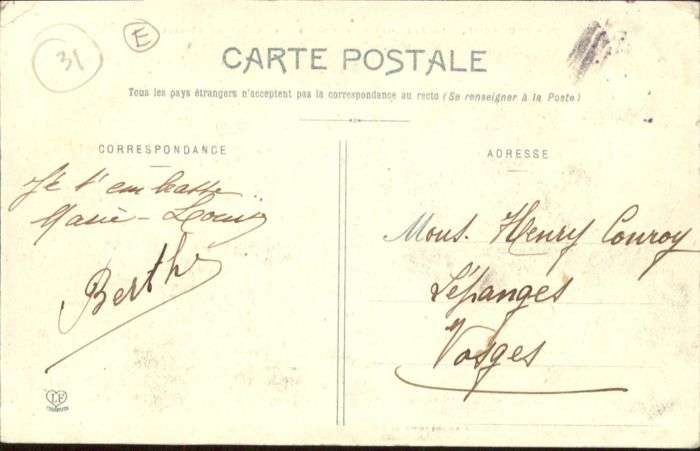 31
E
CARTE POSTALE
Tous les pays étrangers n'acceptent pas la correspondance au recto (Se renseigner à la Poste)
CORRESPONDANCE
Je t'embrasse
Marie-Louise
Berthe
LF
ADRESSE
Mons. Henry Conroy
Lépanges
Vosges